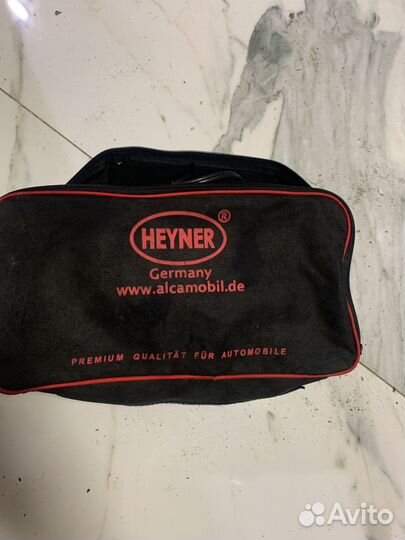 HEYNER®
Germany
www.alcamobil.de
PREMIUM QUALITÄT FÜR AUTOMOBILE
Avito